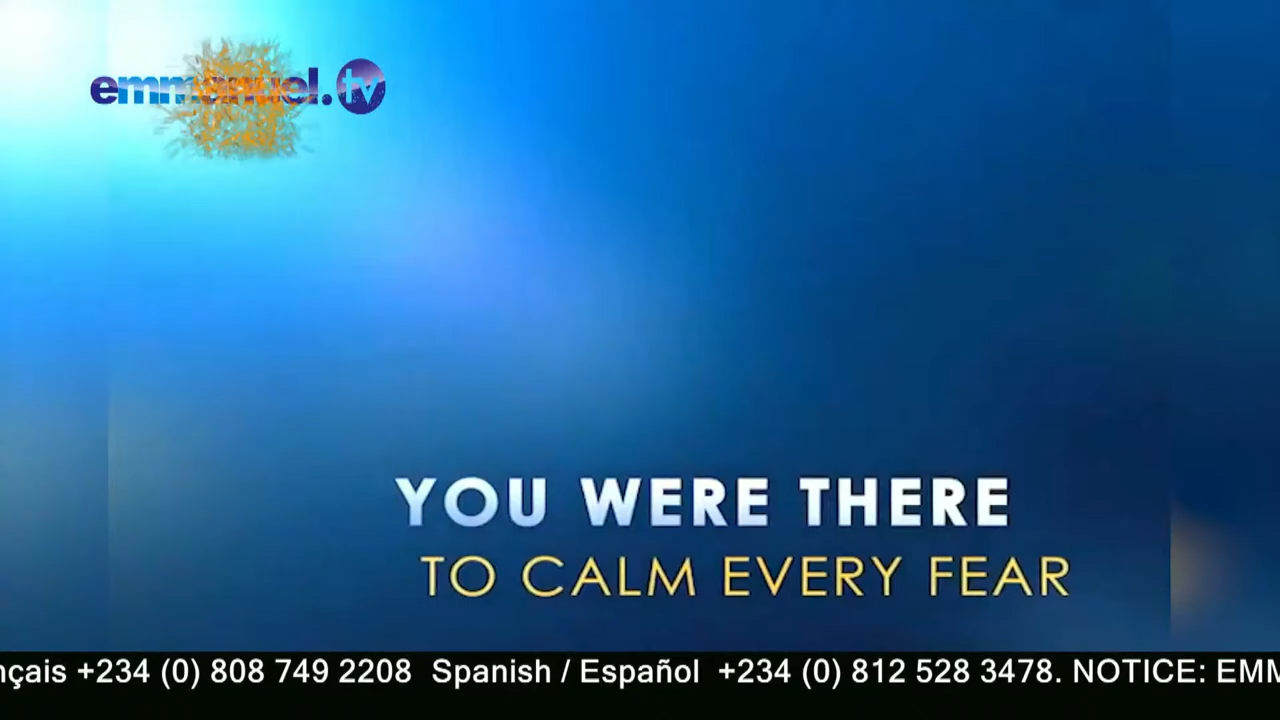 emmanuel.tv
YOU WERE THERE
TO CALM EVERY FEAR
nçais +234 (0) 808 749 2208 Spanish / Español +234 (0) 812 528 3478. NOTICE: EMM